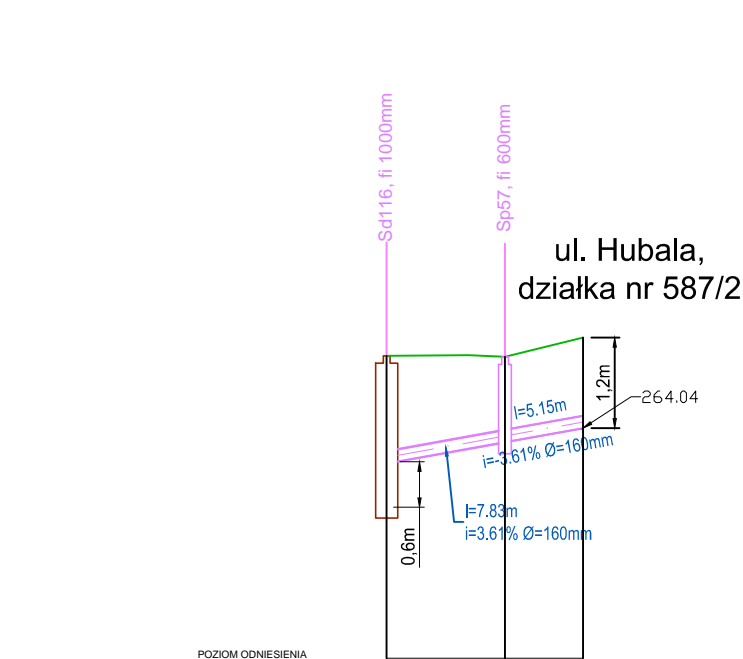 Sd116, fi 1000mm
Sp57, fi 600mm
ul. Hubala,
działka nr 587/2
1,2m
264.04
l=5.15m
i=-3.61% Ø=160mm
l=7.83m
i=3.61% Ø=160mm
0,6m
POZIOM ODNIESIENIA